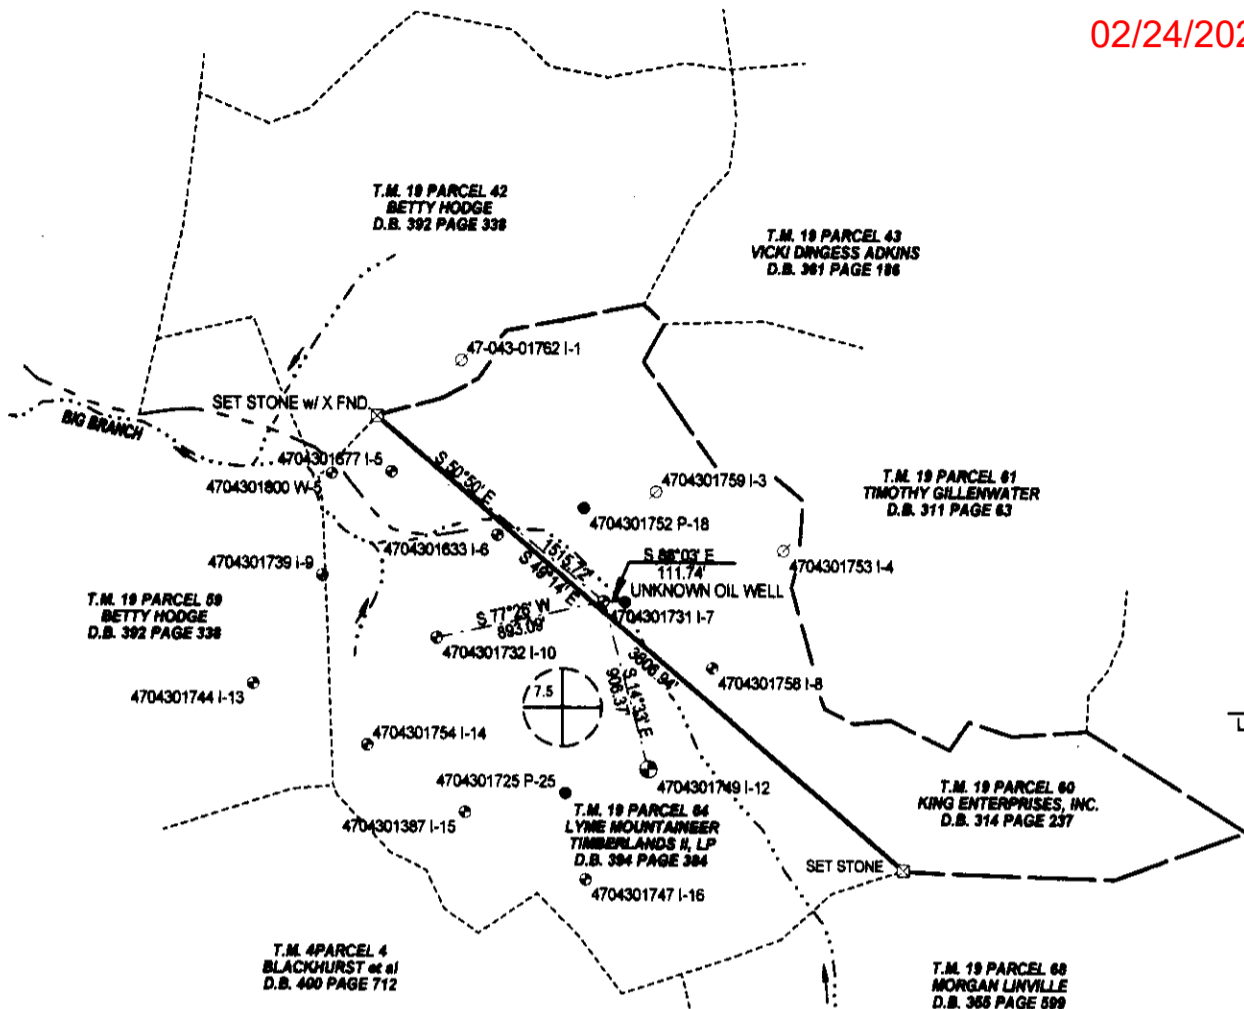 02/24/202
T.M. 19 PARCEL 42
BETTY HODGE
D.B. 392 PAGE 338
T.M. 19 PARCEL 43
VICKI DINGESS ADKINS
D.B. 361 PAGE 186
47-043-01762 I-1
SET STONE w/ X FND.
BIG BRANCH
4704301677 I-5
4704301800 W-5
S 50°50' E
4704301759 I-3
T.M. 19 PARCEL 61
TIMOTHY GILLENWATER
D.B. 311 PAGE 63
4704301752 P-18
4704301633 I-6
1515.72'
S 49°14' E
S 86°03' E
111.74'
UNKNOWN OIL WELL
4704301753 I-4
4704301739 I-9
T.M. 19 PARCEL 59
BETTY HODGE
D.B. 392 PAGE 338
S 77°26' W
893.09'
4704301731 I-7
4704301732 I-10
3606.94'
4704301758 I-8
4704301744 I-13
7.5
S 14°33' E
906.37'
4704301754 I-14
4704301725 P-25
4704301749 I-12
4704301387 I-15
T.M. 19 PARCEL 64
LYME MOUNTAINEER
TIMBERLANDS II, LP
D.B. 394 PAGE 384
T.M. 19 PARCEL 60
KING ENTERPRISES, INC.
D.B. 314 PAGE 237
SET STONE
4704301747 I-16
T.M. 4PARCEL 4
BLACKHURST et al
D.B. 400 PAGE 712
T.M. 19 PARCEL 68
MORGAN LINVILLE
D.B. 355 PAGE 599